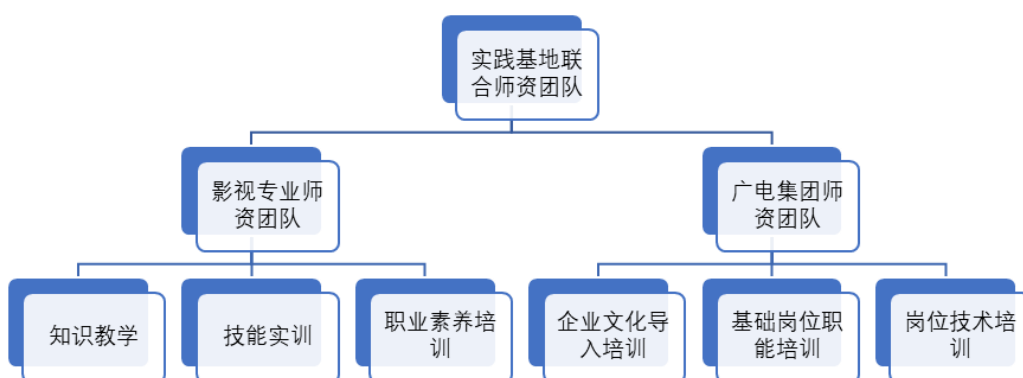 实践基地联
合师资团队
影视专业师
资团队
广电集团师
资团队
知识教学
技能实训
职业素养培
训
企业文化导
入培训
基础岗位职
能培训
岗位技术培
训